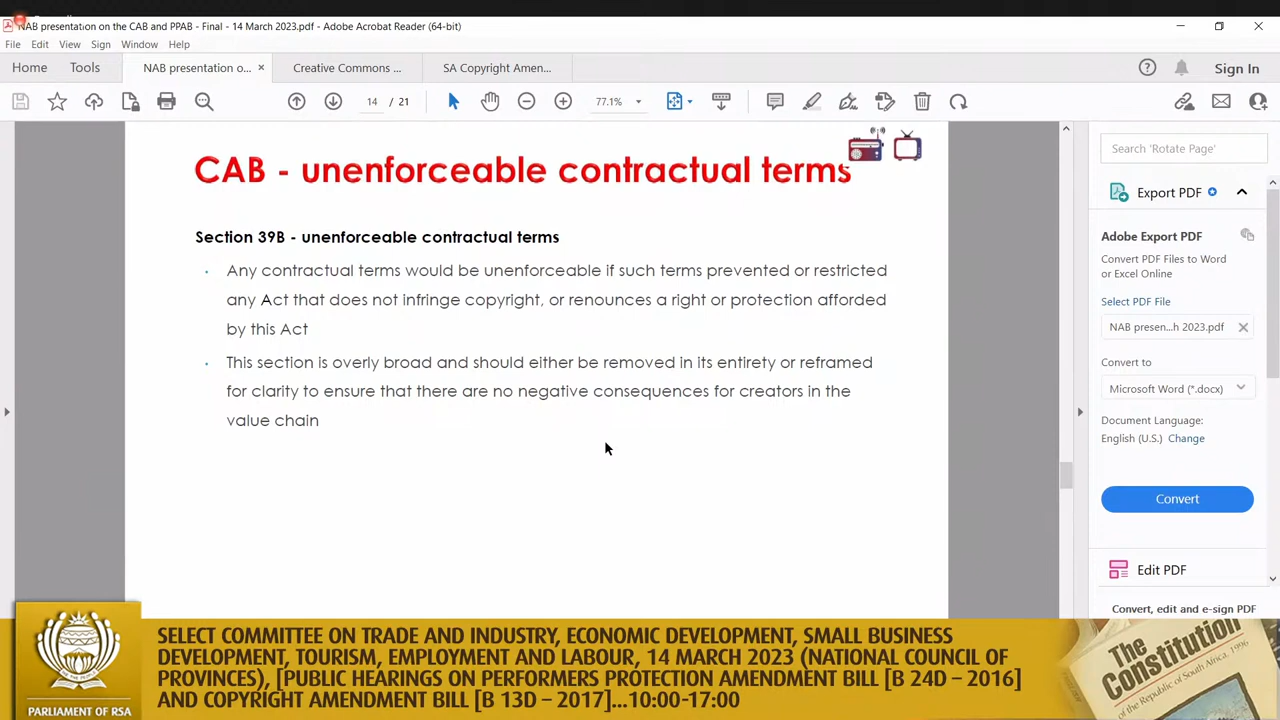 NAB presentation on the CAB and PPAB - Final - 14 March 2023.pdf - Adobe Acrobat Reader (64-bit)
File Edit View Sign Window Help
Home Tools NAB presentation o... × Creative Commons ... SA Copyright Amen... Sign In
14 / 21 77.1%
CAB - unenforceable contractual terms
Section 39B - unenforceable contractual terms
· Any contractual terms would be unenforceable if such terms prevented or restricted
any Act that does not infringe copyright, or renounces a right or protection afforded
by this Act
· This section is overly broad and should either be removed in its entirety or reframed
for clarity to ensure that there are no negative consequences for creators in the
value chain
Search 'Rotate Page'
Export PDF
Adobe Export PDF
Convert PDF Files to Word
or Excel Online
Select PDF File
NAB presen...h 2023.pdf
Convert to
Microsoft Word (*.docx)
Document Language:
English (U.S.) Change
Convert
Edit PDF
Convert, edit and e-sign PDF
SELECT COMMITTEE ON TRADE AND INDUSTRY, ECONOMIC DEVELOPMENT, SMALL BUSINESS
DEVELOPMENT, TOURISM, EMPLOYMENT AND LABOUR, 14 MARCH 2023 (NATIONAL COUNCIL OF
PROVINCES), [PUBLIC HEARINGS ON PERFORMERS PROTECTION AMENDMENT BILL [B 24D – 2016]
AND COPYRIGHT AMENDMENT BILL [B 13D – 2017]...10:00-17:00
PARLIAMENT OF RSA
The
Constitution
of the Republic of South Africa, 1996